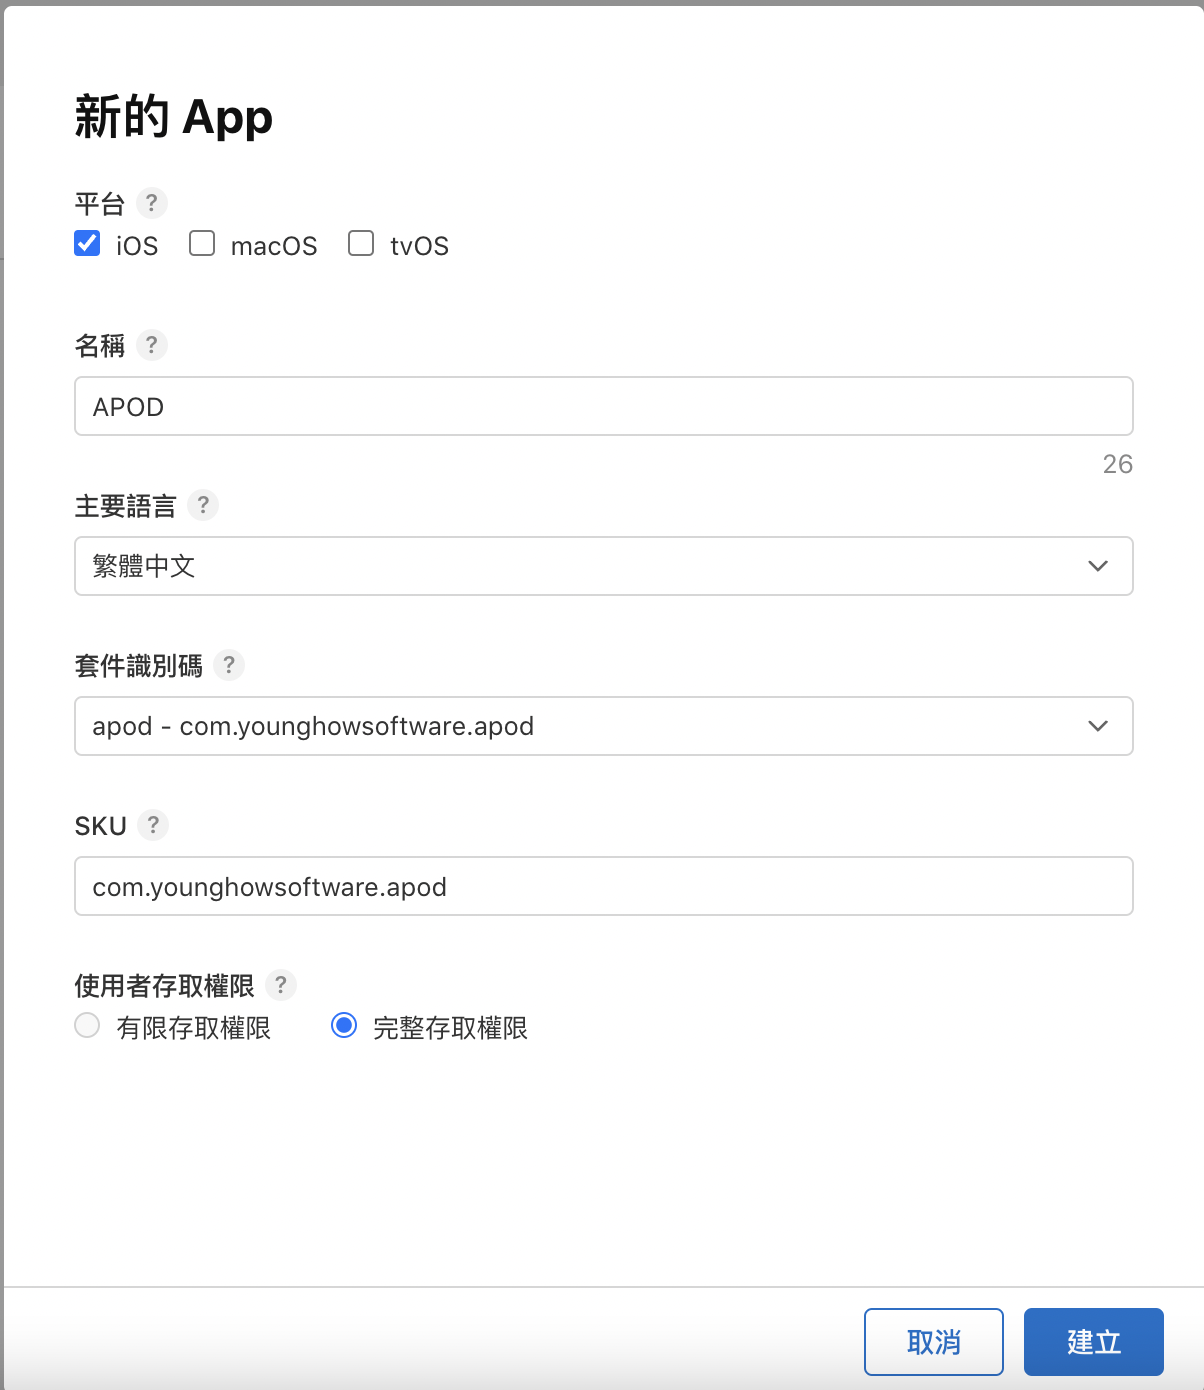 新的 App
平台 ?
iOS macOS tvOS
名稱 ?
APOD
26
主要語言 ?
繁體中文
套件識別碼 ?
apod - com.younghowsoftware.apod
SKU ?
com.younghowsoftware.apod
使用者存取權限 ?
有限存取權限 完整存取權限
取消 建立